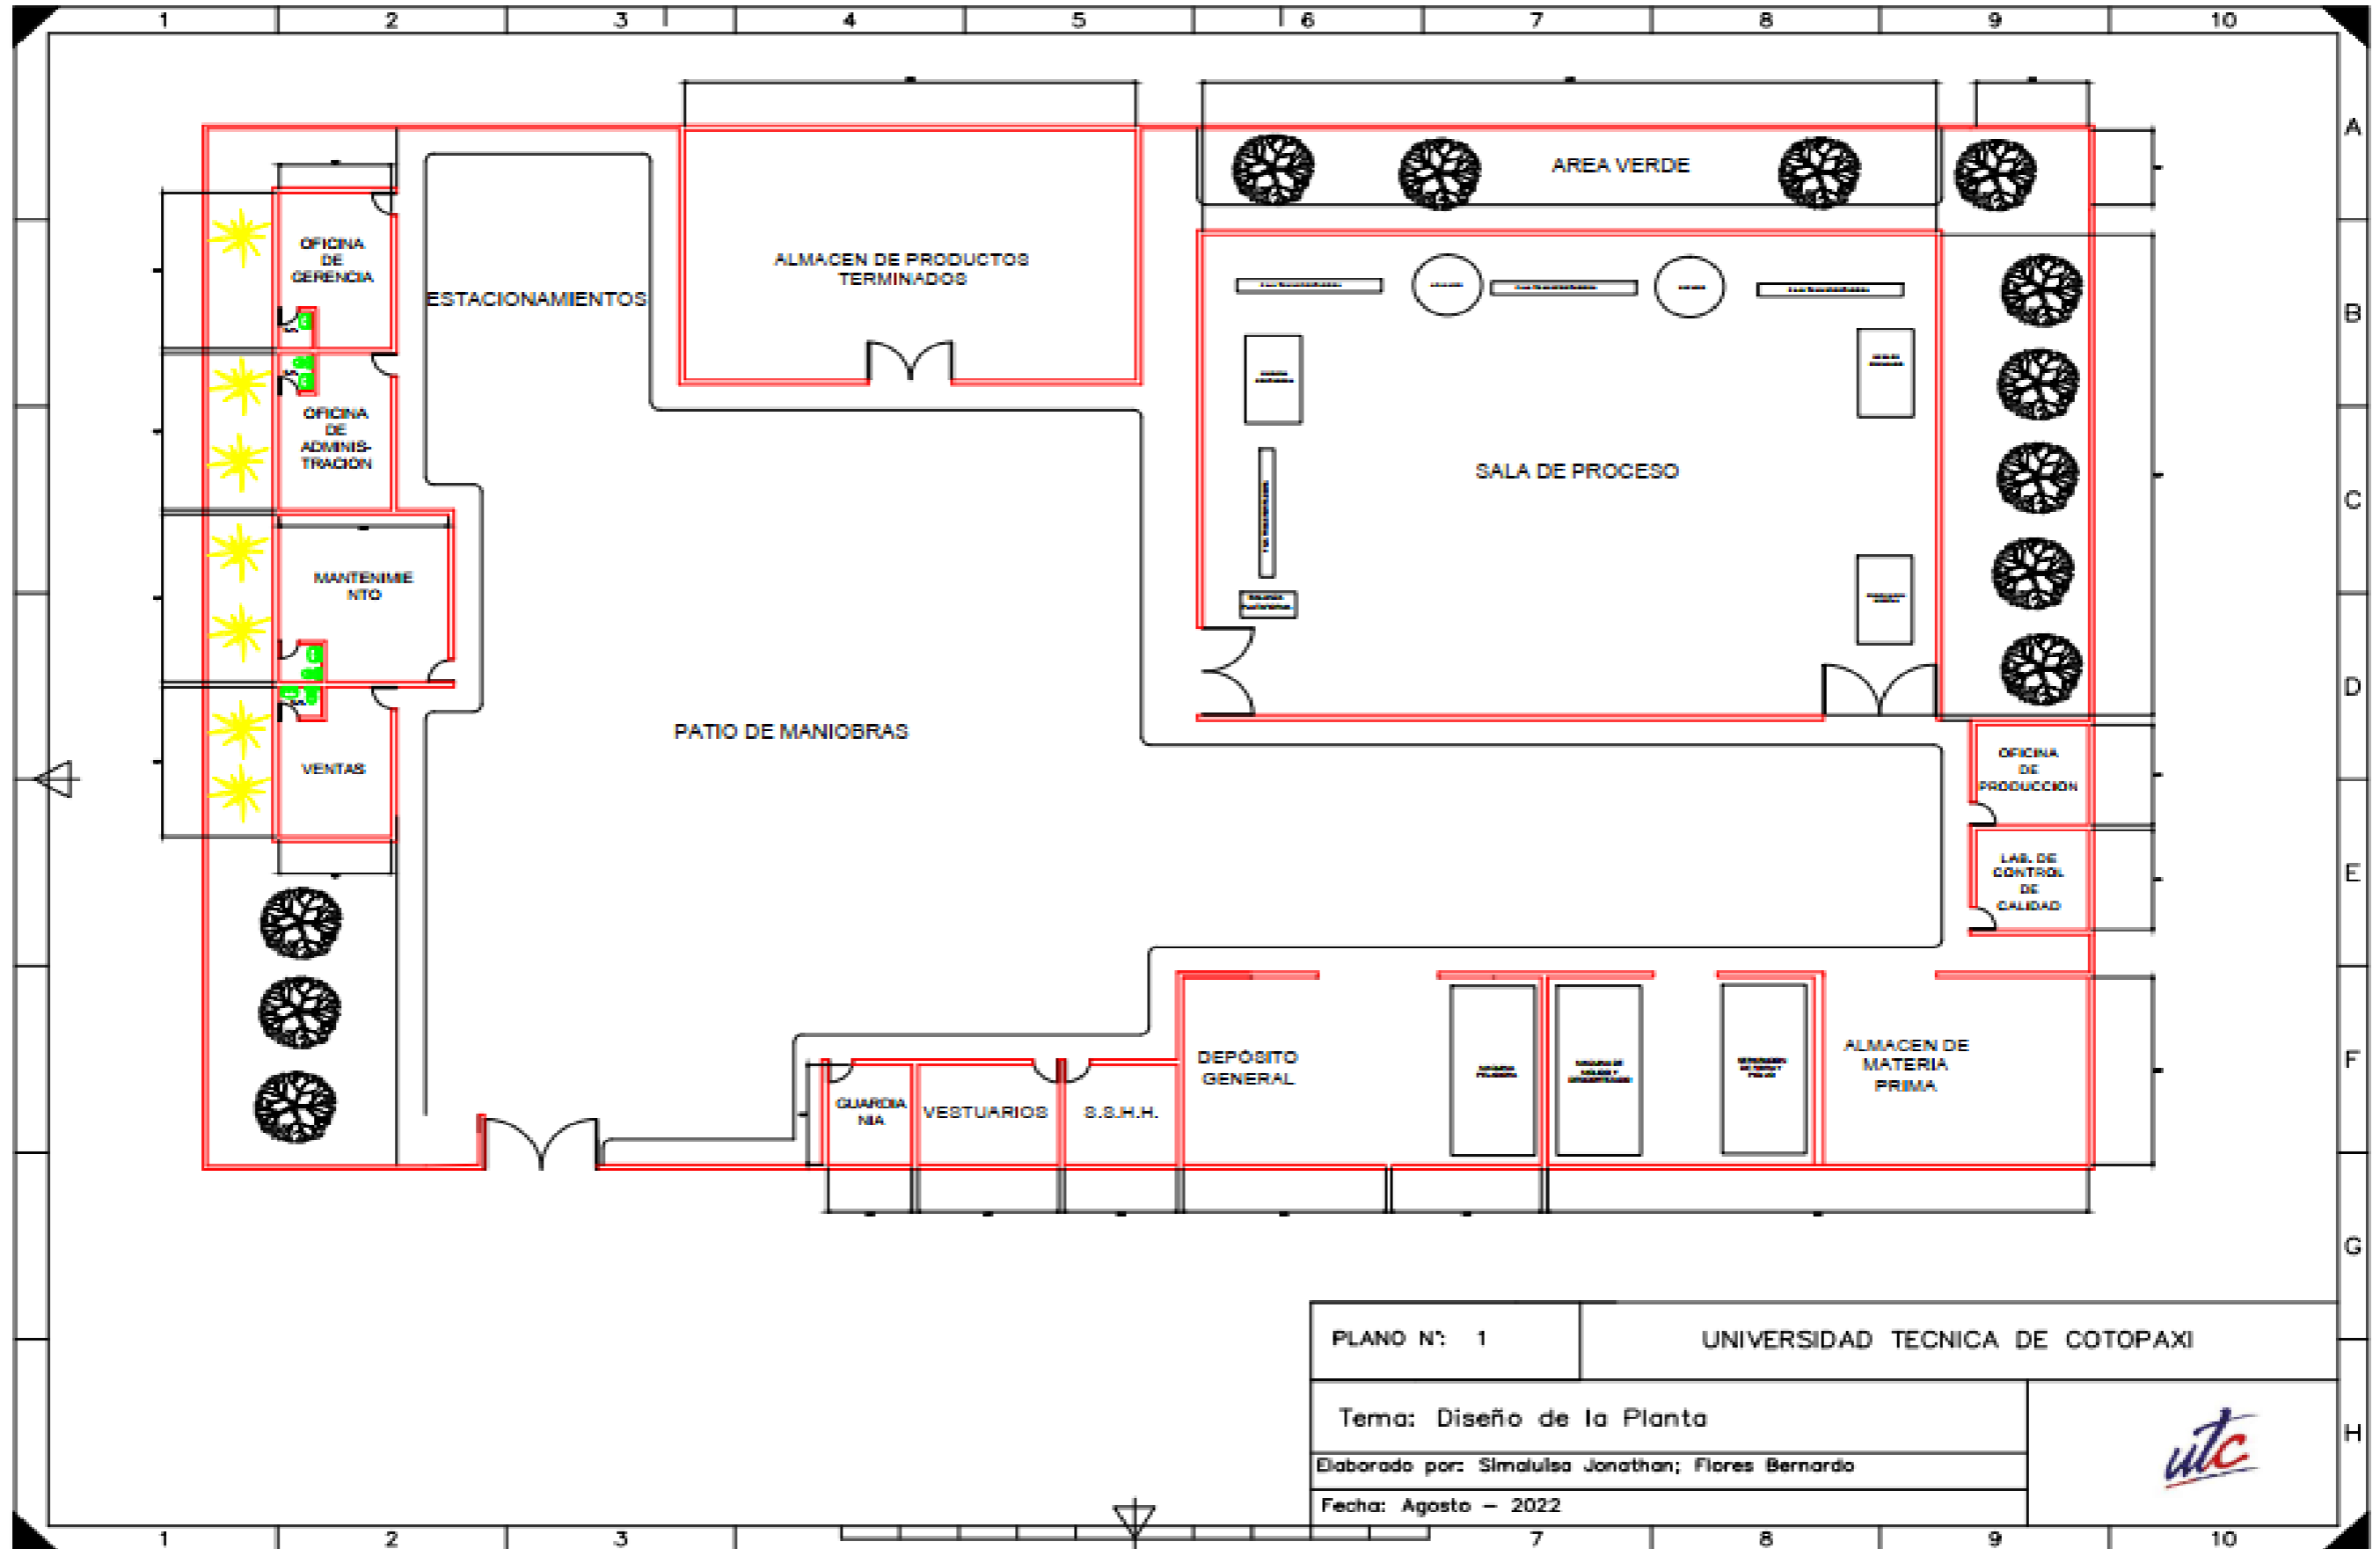 1 2 3 4 5 6 7 8 9 10
A
B
C
D
E
F
G
H
AREA VERDE
OFICINA
DE
GERENCIA
ESTACIONAMIENTOS
ALMACEN DE PRODUCTOS
TERMINADOS
OFICINA
DE
ADMINIS-
TRACION
SALA DE PROCESO
MANTENIMIE
NTO
PATIO DE MANIOBRAS
VENTAS
OFICINA
DE
PRODUCCION
LAB. DE
CONTROL
DE
CALIDAD
GUARDIA
NIA
VESTUARIOS
S.S.H.H.
DEPOSITO
GENERAL
ALMACEN DE
MATERIA
PRIMA
PLANO N°: 1
UNIVERSIDAD TECNICA DE COTOPAXI
Tema: Diseño de la Planta
Elaborado por: Simaluisa Jonathan; Flores Bernardo
Fecha: Agosto - 2022
utc
1 2 3 7 8 9 10